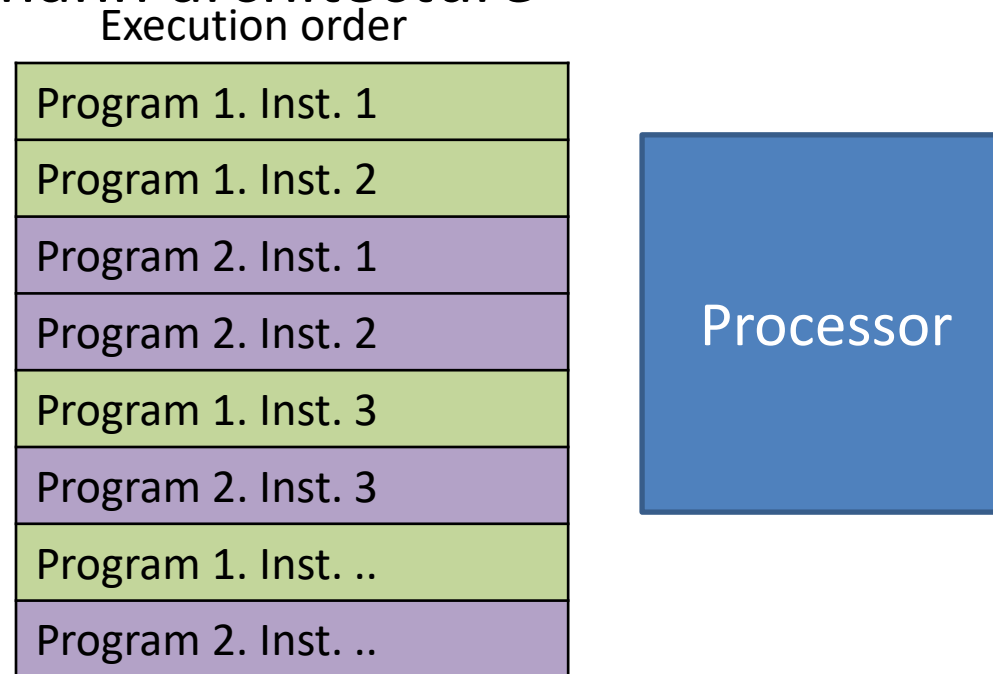 architecture
Execution order
Program 1. Inst. 1
Program 1. Inst. 2
Program 2. Inst. 1
Program 2. Inst. 2
Program 1. Inst. 3
Program 2. Inst. 3
Program 1. Inst. ..
Program 2. Inst. ..
Processor